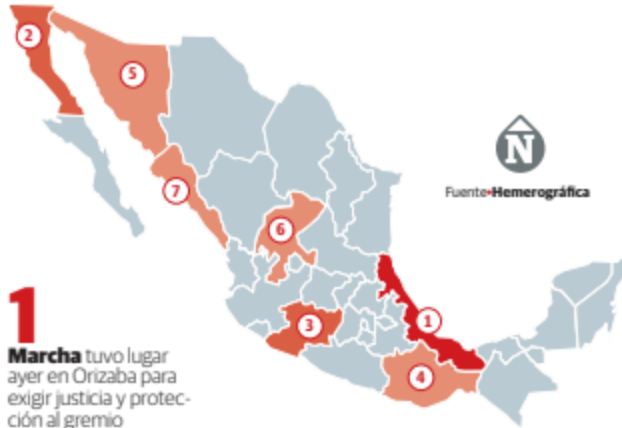 2
5
N
7
Fuente•Hemerográfica
6
1
3
1
Marcha tuvo lugar
ayer en Orizaba para
exigir justicia y protec-
ción al gremio
4